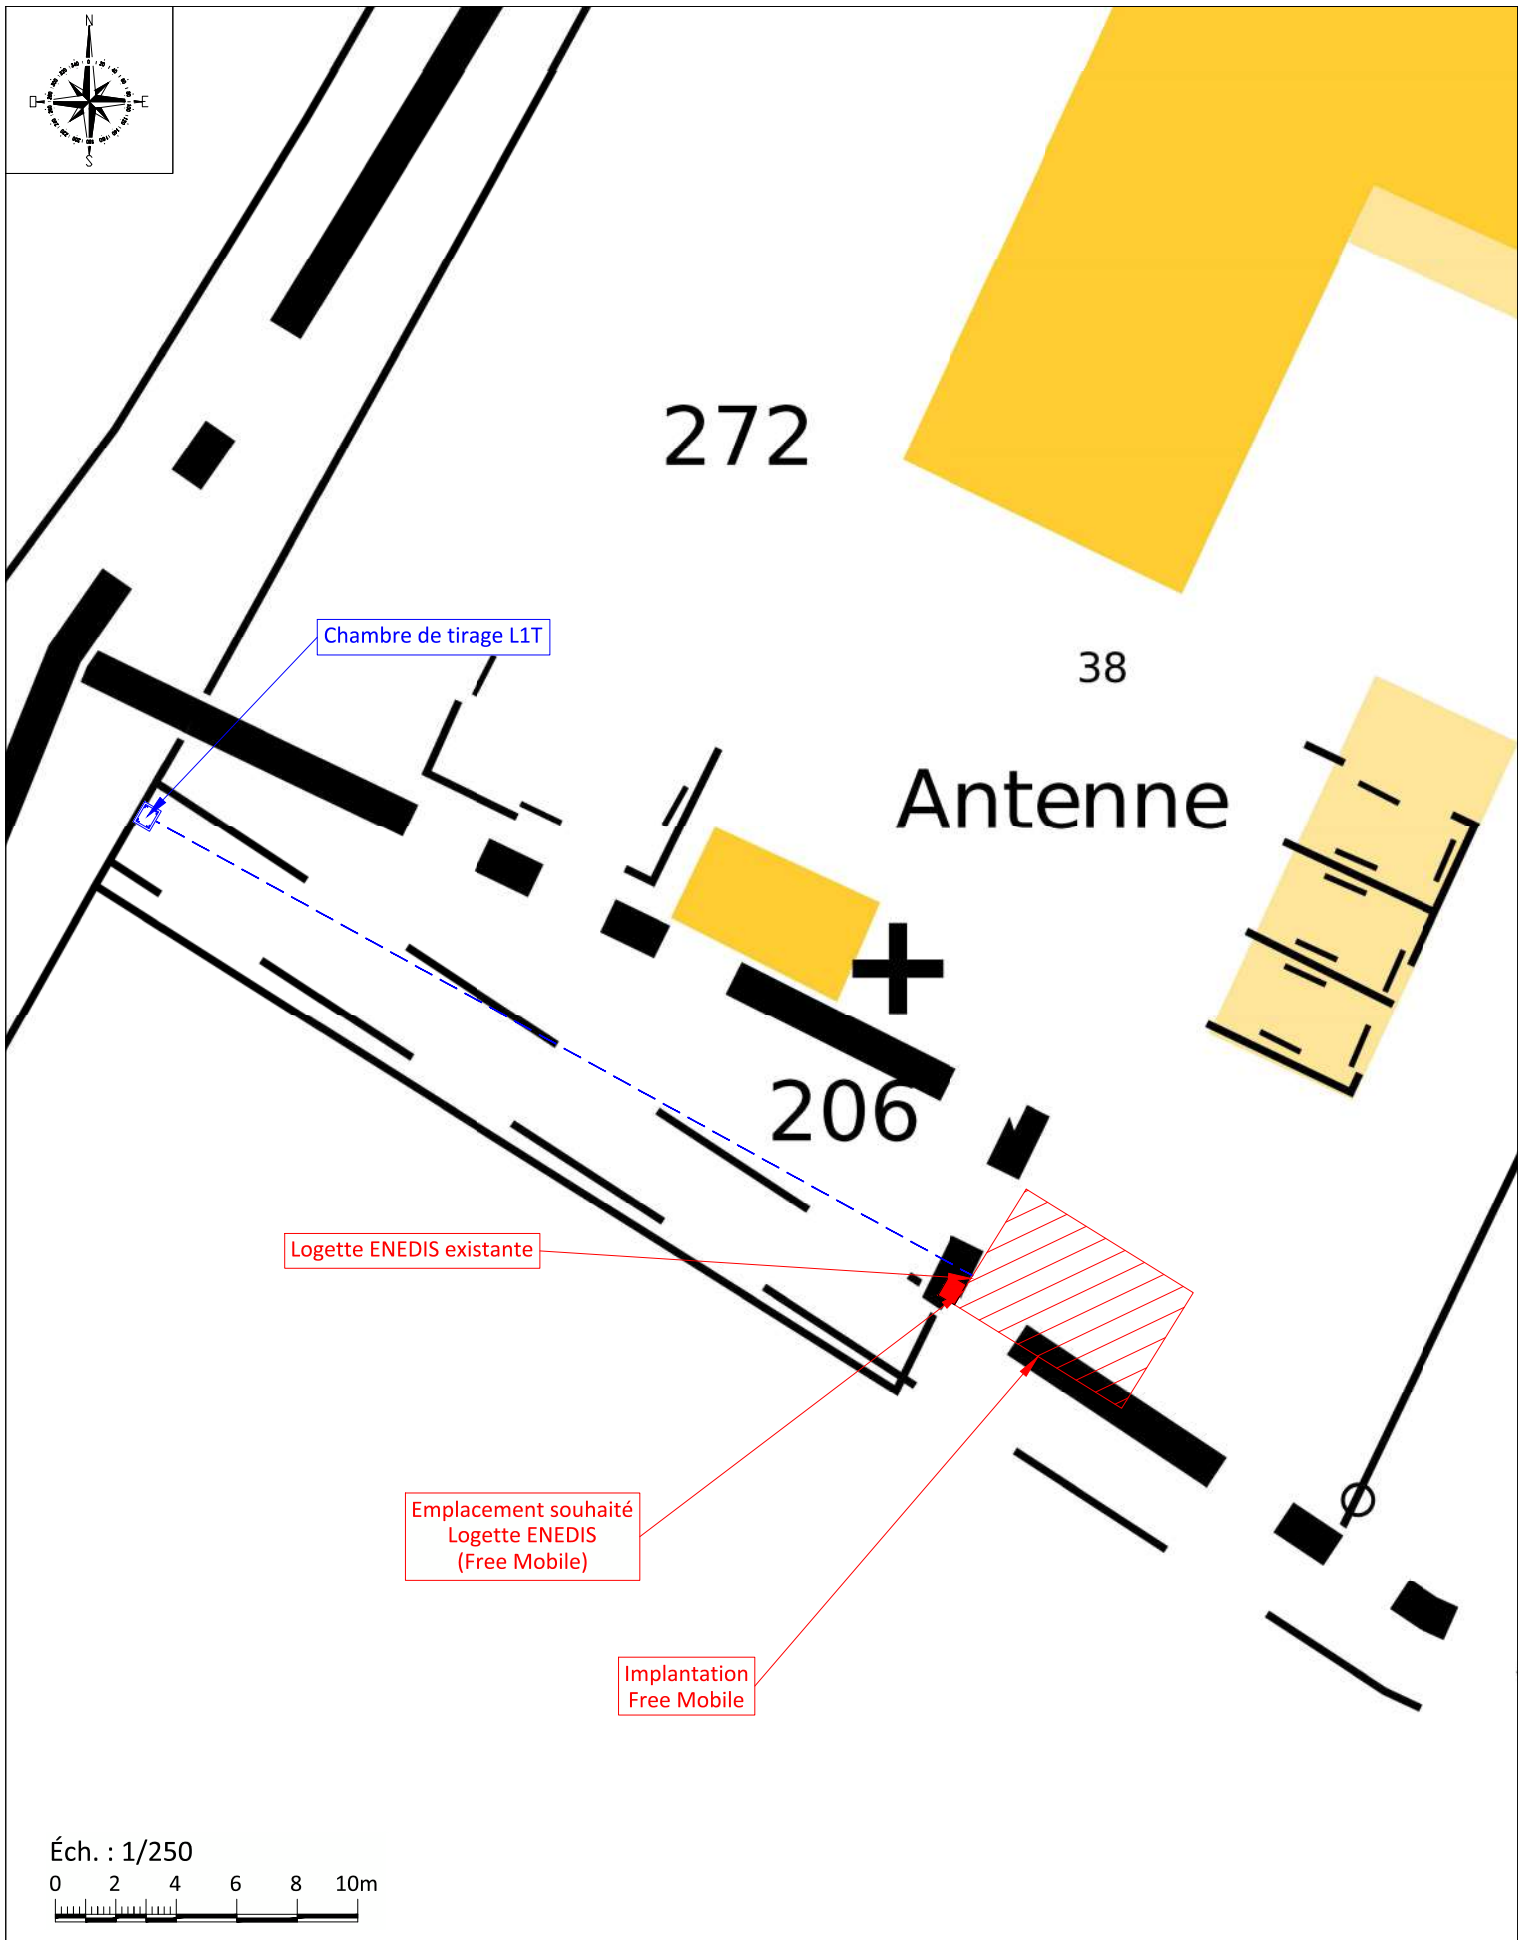 N
O
E
S
272
Chambre de tirage L1T
38
Antenne
206
Logette ENEDIS existante
Emplacement souhaité
Logette ENEDIS
(Free Mobile)
Implantation
Free Mobile
Éch. : 1/250
0 2 4 6 8 10m